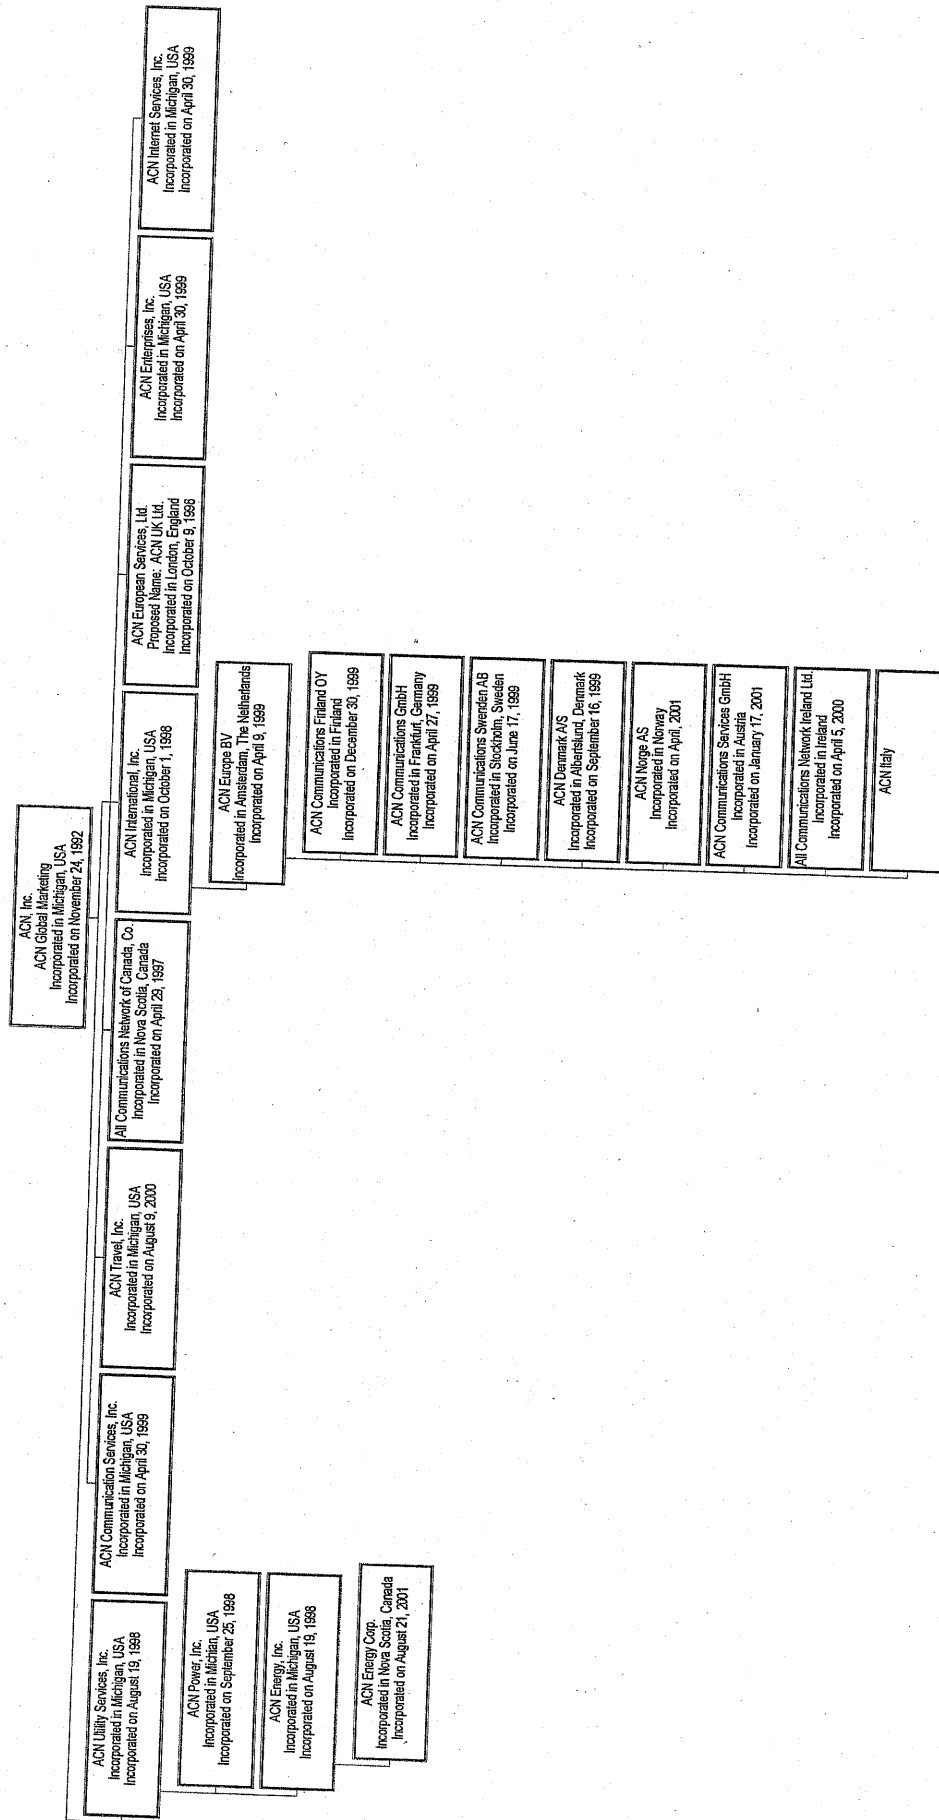 ACN, Inc.
ACN Global Marketing
Incorporated in Michigan, USA
Incorporated on November 24, 1992
ACN Utility Services, Inc.
Incorporated in Michigan, USA
Incorporated on August 19, 1998
ACN Communication Services, Inc.
Incorporated in Michigan, USA
Incorporated on April 30, 1999
ACN Travel, Inc.
Incorporated in Michigan, USA
Incorporated on August 9, 2000
All Communications Network of Canada, Co.
Incorporated in Nova Scotia, Canada
Incorporated on April 29, 1997
ACN International, Inc.
Incorporated in Michigan, USA
Incorporated on October 1, 1998
ACN European Services, Ltd.
Proposed Name: ACN UK Ltd.
Incorporated in London, England
Incorporated on October 9, 1996
ACN Enterprises, Inc.
Incorporated in Michigan, USA
Incorporated on April 30, 1999
ACN Internet Services, Inc.
Incorporated in Michigan, USA
Incorporated on April 30, 1999
ACN Power, Inc.
Incorporated in Michian, USA
Incorporated on September 25, 1998
ACN Energy, Inc.
Incorporated in Michigan, USA
Incorporated on August 19, 1998
ACN Energy Corp.
Incorporated in Nova Scotia, Canada
Incorporated on August 21, 2001
ACN Europe BV
Incorporated in Amsterdam, The Netherlands
Incorporated on April 9, 1999
ACN Communications Finland OY
Incorporated in Finland
Incorporated on December 30, 1999
ACN Communications GmbH
Incorporated in Frankfurt, Germany
Incorporated on April 27, 1999
ACN Communications Swenden AB
Incorporated in Stockholm, Sweden
Incorporated on June 17, 1999
ACN Denmark A\S
Incorporated in Albertslund, Denmark
Incorporated on September 16, 1999
ACN Norge AS
Incorporated in Norway
Incorporated on April, 2001
ACN Communications Services GmbH
Incorporated in Austria
Incorporated on January 17, 2001
All Communications Network Ireland Ltd.
Incorporated in Ireland
Incorporated on April 5, 2000
ACN Italy